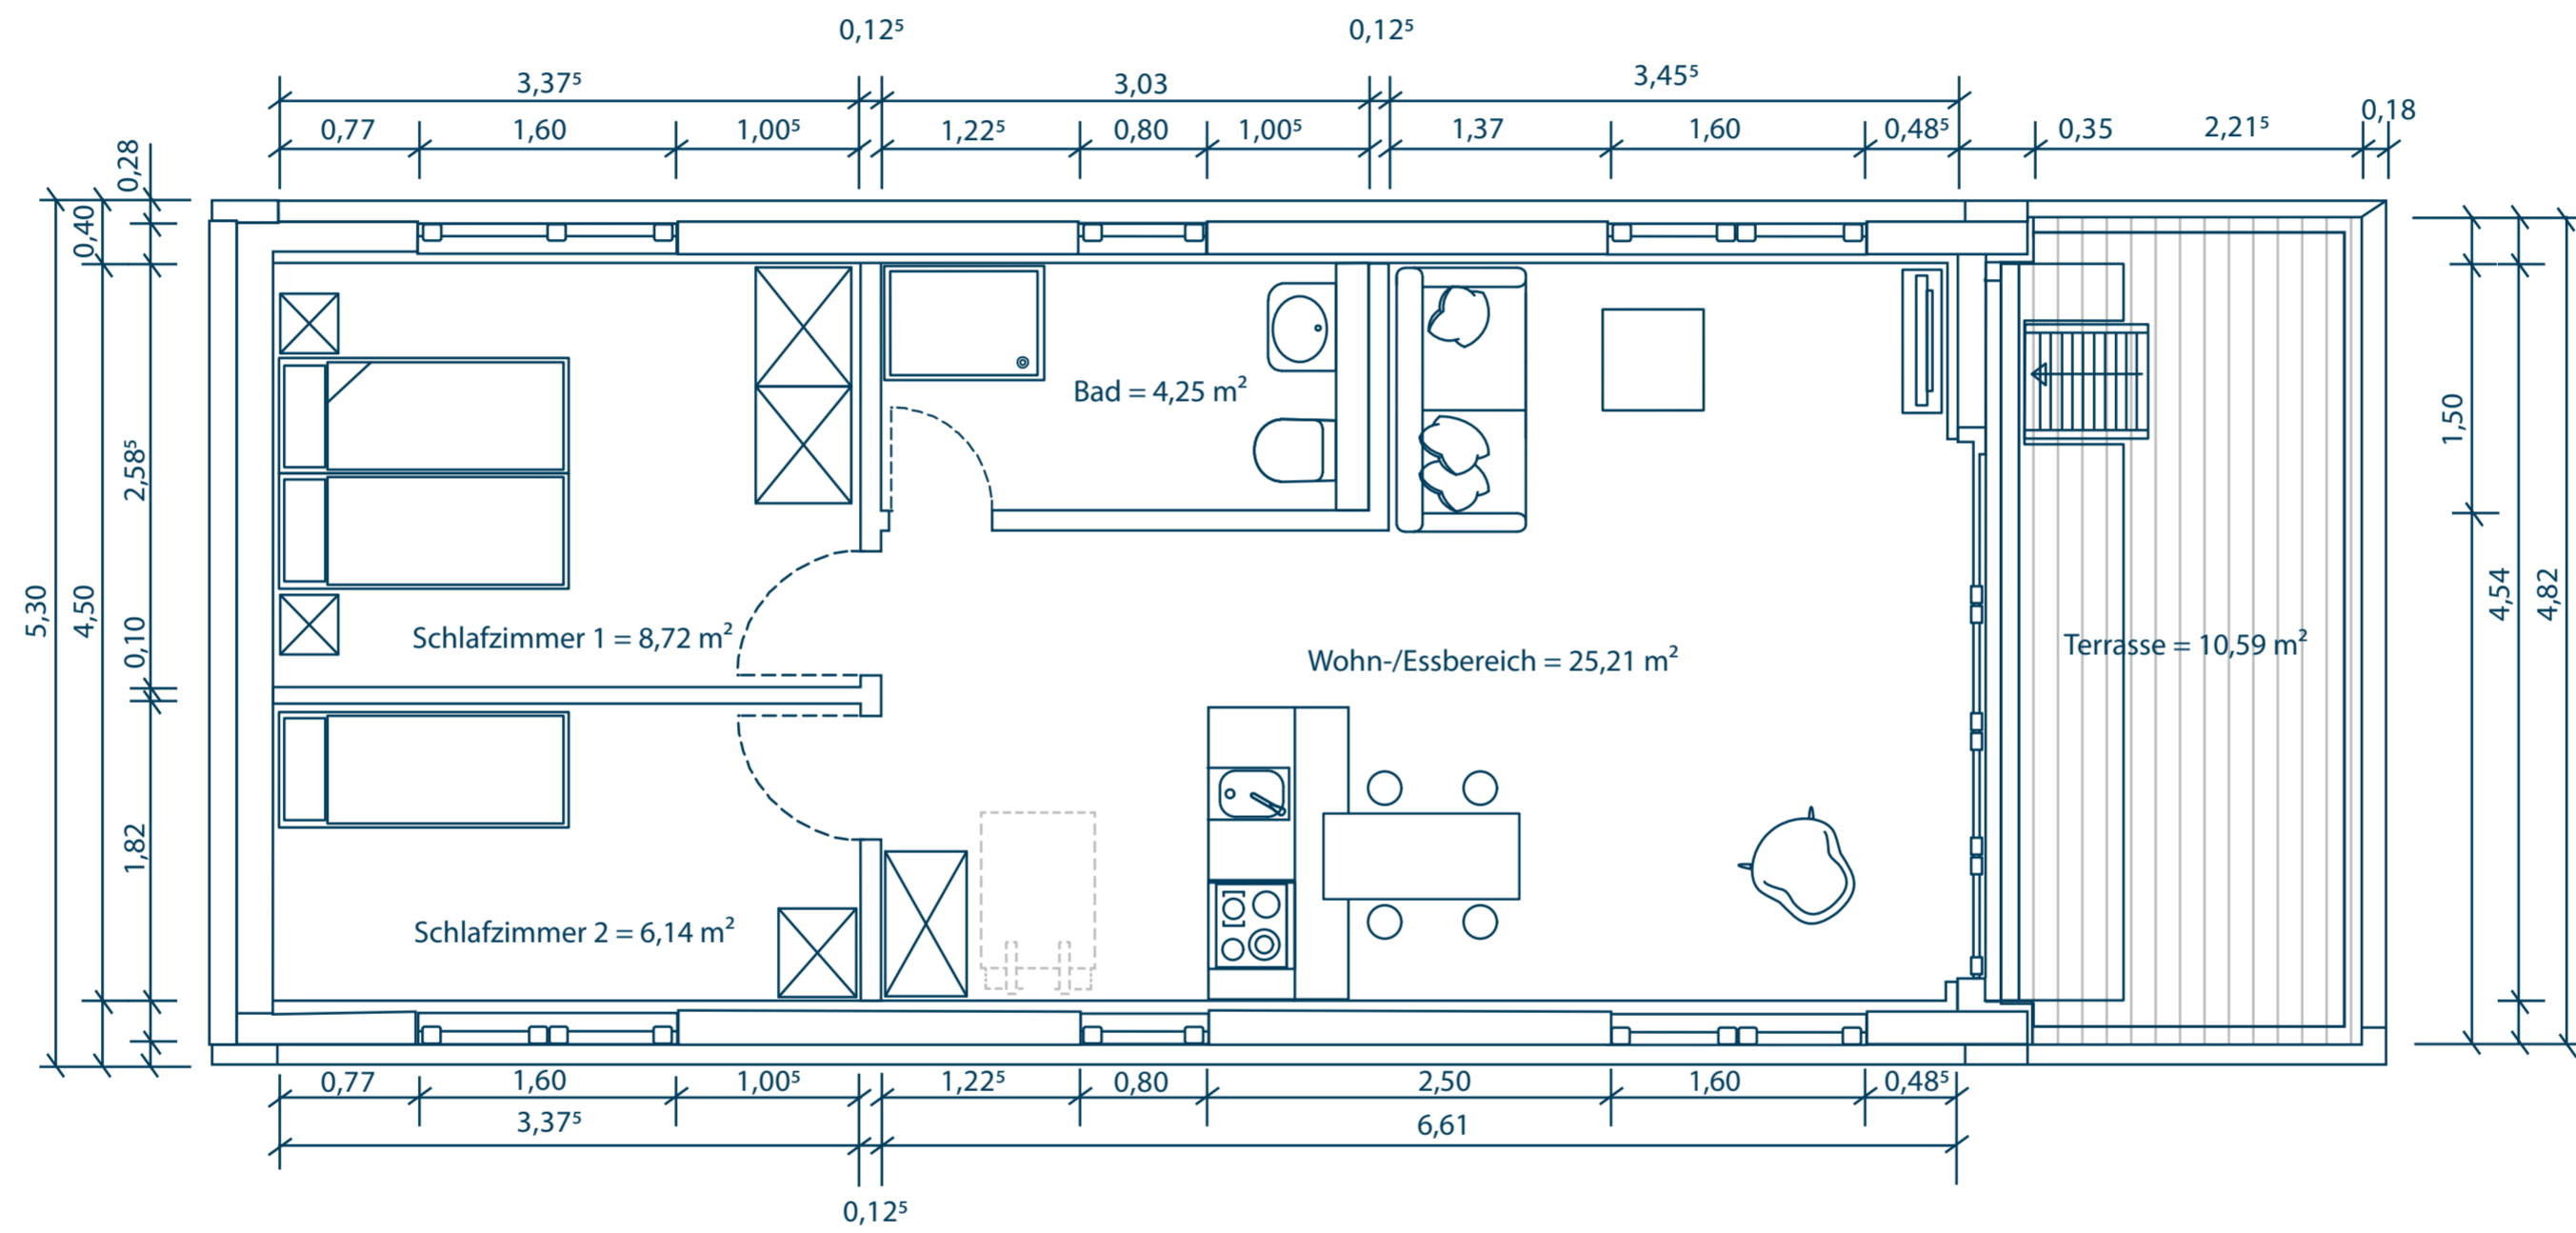 0,12⁵ 0,12⁵
3,37⁵ 3,03 3,45⁵
0,77 1,60 1,00⁵ 1,22⁵ 0,80 1,00⁵ 1,37 1,60 0,48⁵ 0,35 2,21⁵ 0,18
0,28
0,40
2,58⁵
5,30
4,50
0,10
1,82
Bad = 4,25 m²
Schlafzimmer 1 = 8,72 m²
Wohn-/Essbereich = 25,21 m²
Terrasse = 10,59 m²
Schlafzimmer 2 = 6,14 m²
1,50
4,54
4,82
0,77 1,60 1,00⁵ 1,22⁵ 0,80 2,50 1,60 0,48⁵
3,37⁵ 6,61
0,12⁵